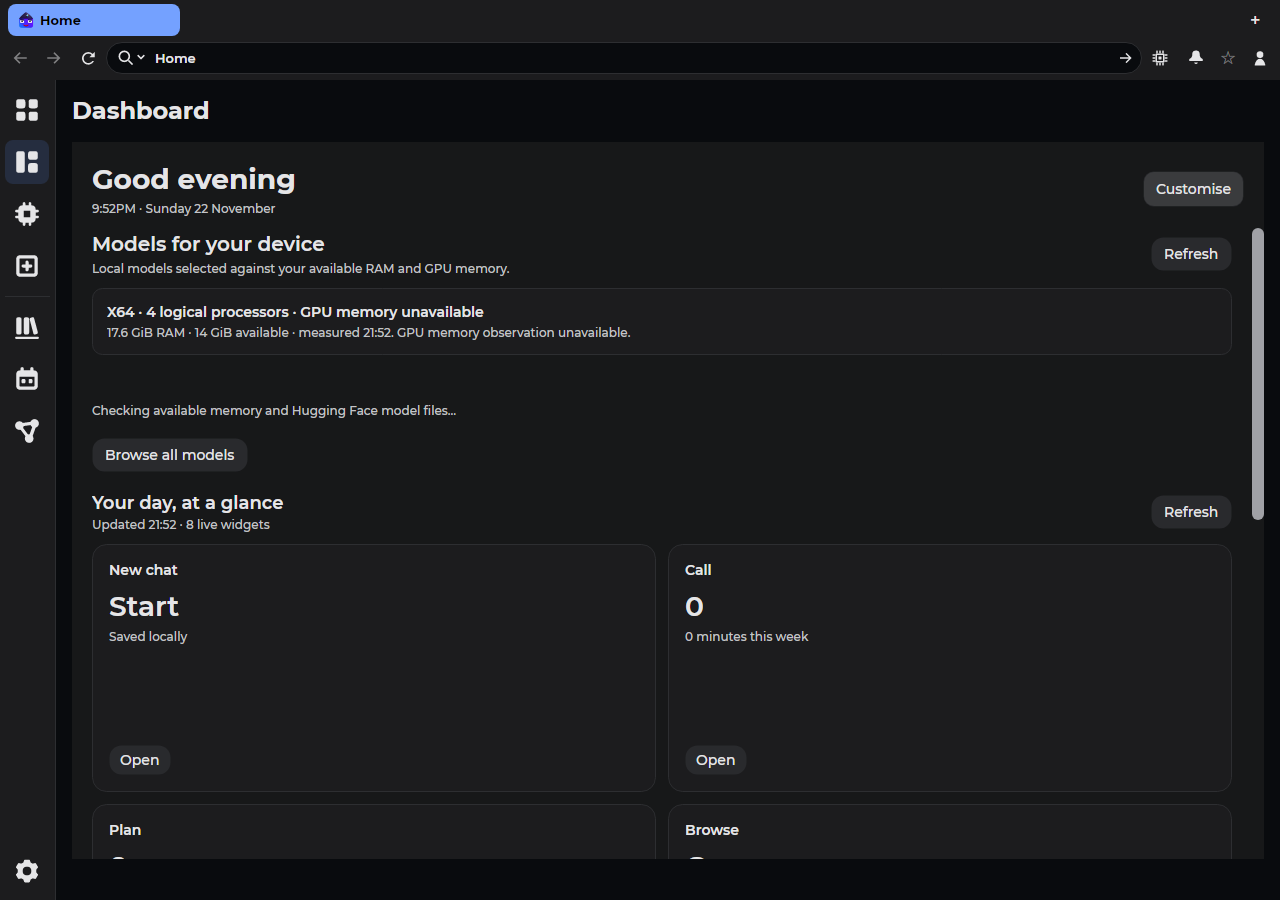 Home
+
Home
Dashboard
Good evening
9:52PM · Sunday 22 November
Customise
Models for your device
Local models selected against your available RAM and GPU memory.
Refresh
X64 · 4 logical processors · GPU memory unavailable
17.6 GiB RAM · 14 GiB available · measured 21:52. GPU memory observation unavailable.
Checking available memory and Hugging Face model files...
Browse all models
Your day, at a glance
Updated 21:52 · 8 live widgets
Refresh
New chat
Start
Saved locally
Open
Call
0
0 minutes this week
Open
Plan
Browse